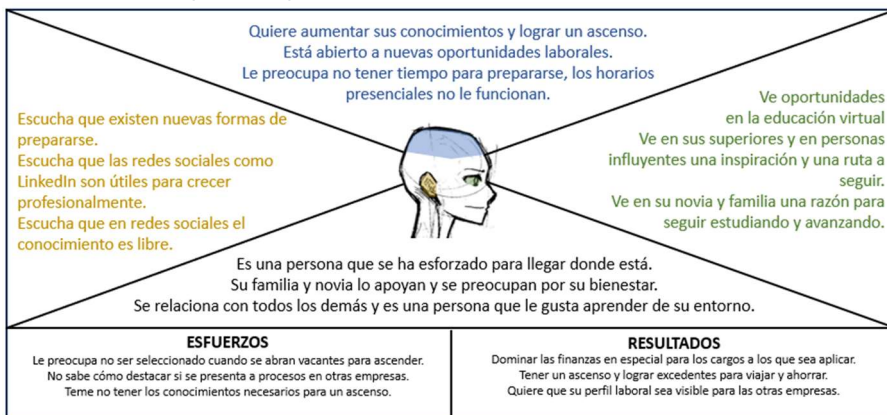 Quiere aumentar sus conocimientos y lograr un ascenso.
Está abierto a nuevas oportunidades laborales.
Le preocupa no tener tiempo para prepararse, los horarios
presenciales no le funcionan.
Escucha que existen nuevas formas de
prepararse.
Escucha que las redes sociales como
LinkedIn son útiles para crecer
profesionalmente.
Escucha que en redes sociales el
conocimiento es libre.
Ve oportunidades
en la educación virtual
Ve en sus superiores y en personas
influyentes una inspiración y una ruta a
seguir.
Ve en su novia y familia una razón para
seguir estudiando y avanzando.
Es una persona que se ha esforzado para llegar donde está.
Su familia y novia lo apoyan y se preocupan por su bienestar.
Se relaciona con todos los demás y es una persona que le gusta aprender de su entorno.
ESFUERZOS
Le preocupa no ser seleccionado cuando se abran vacantes para ascender.
No sabe cómo destacar si se presenta a procesos en otras empresas.
Teme no tener los conocimientos necesarios para un ascenso.
RESULTADOS
Dominar las finanzas en especial para los cargos a los que sea aplicar.
Tener un ascenso y lograr excedentes para viajar y ahorrar.
Quiere que su perfil laboral sea visible para las otras empresas.